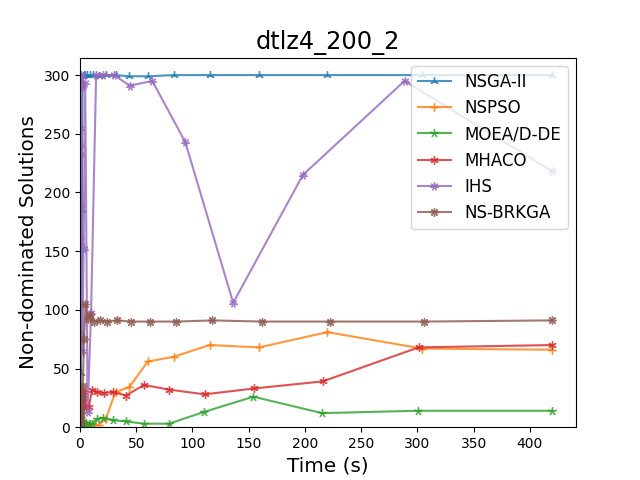 dtlz4_200_2
Non-dominated Solutions
300
250
200
150
100
50
0
0 50 100 150 200 250 300 350 400
Time (s)
NSGA-II
NSPSO
MOEA/D-DE
MHACO
IHS
NS-BRKGA